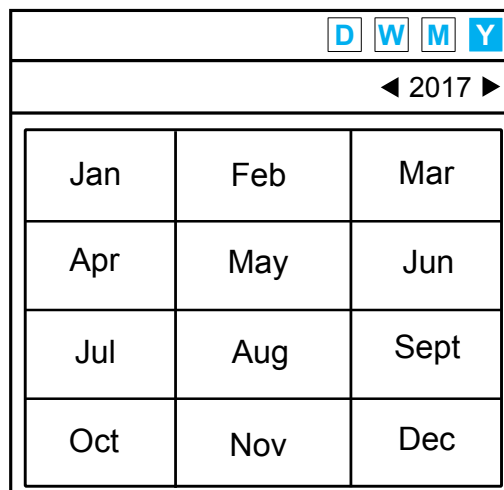 D W M Y
2017
Jan Feb Mar
Apr May Jun
Jul Aug Sept
Oct Nov Dec